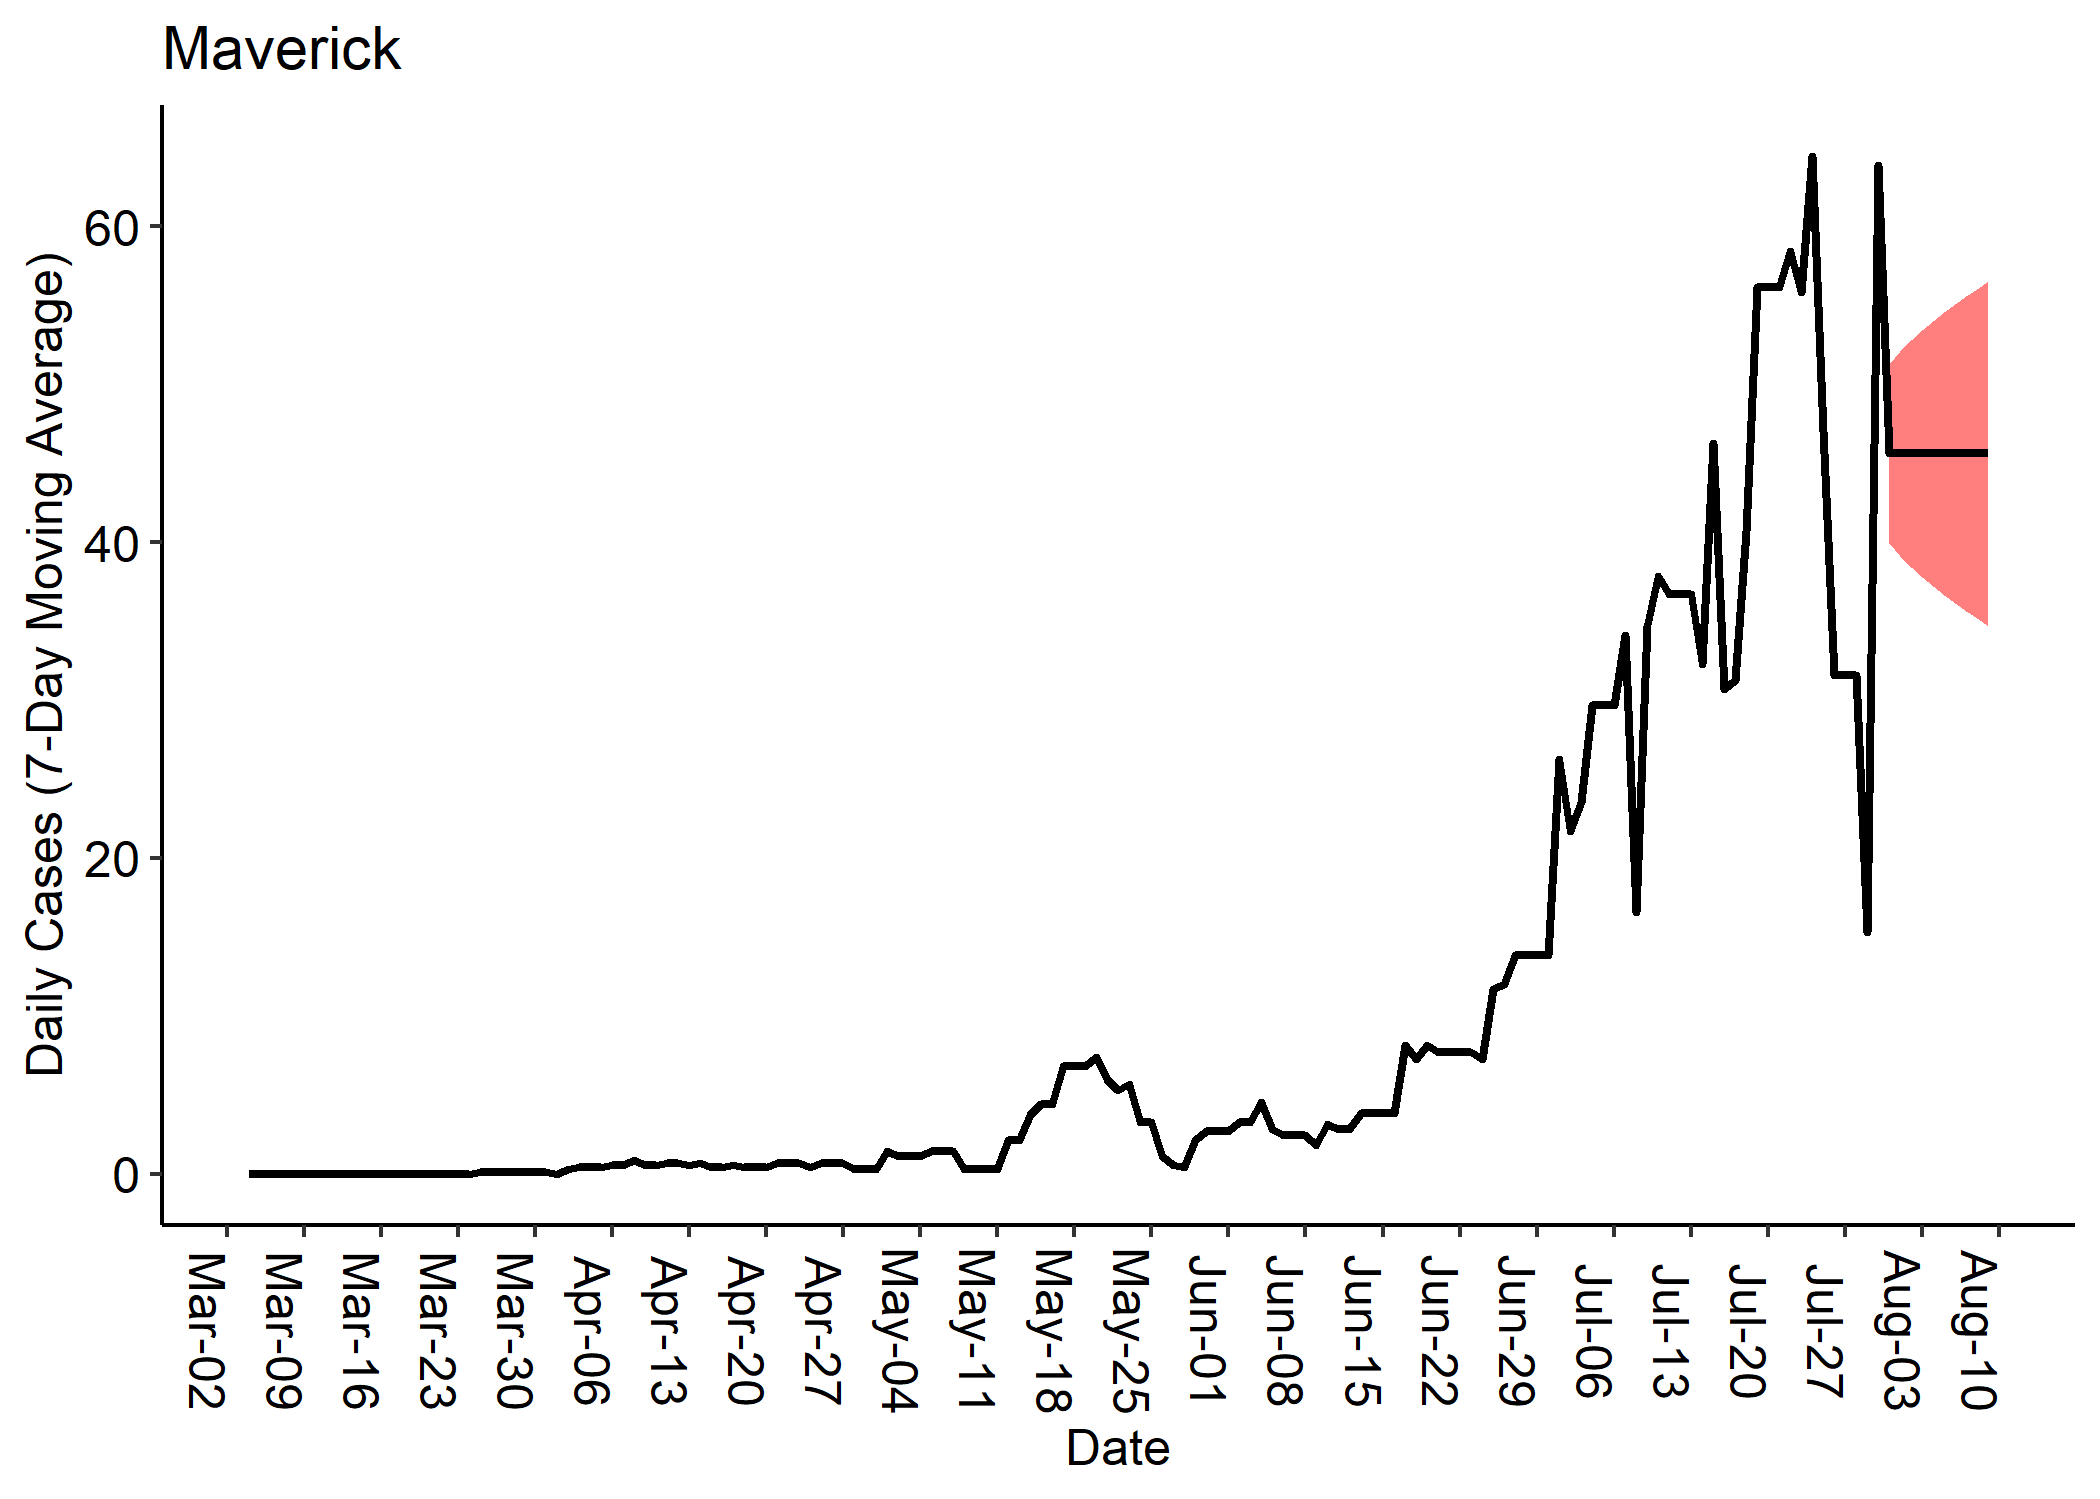 Maverick
Daily Cases (7-Day Moving Average)
60
40
20
0
Mar-02
Mar-09
Mar-16
Mar-23
Mar-30
Apr-06
Apr-13
Apr-20
Apr-27
May-04
May-11
May-18
May-25
Jun-01
Jun-08
Jun-15
Jun-22
Jun-29
Jul-06
Jul-13
Jul-20
Jul-27
Aug-03
Aug-10
Date